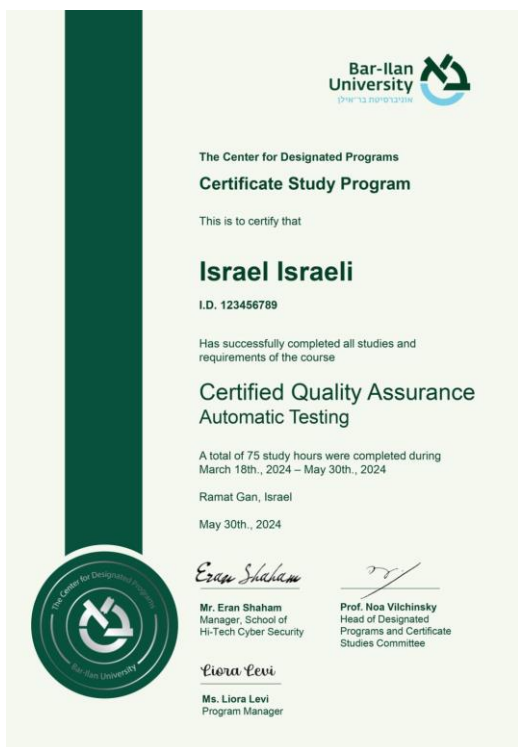 Bar-Ilan
University
אוניברסיטת בר־אילן
The Center for Designated Programs
Certificate Study Program
This is to certify that
Israel Israeli
I.D. 123456789
Has successfully completed all studies and
requirements of the course
Certified Quality Assurance
Automatic Testing
A total of 75 study hours were completed during
March 18th., 2024 – May 30th., 2024
Ramat Gan, Israel
May 30th., 2024
Eran Shaham
Mr. Eran Shaham
Manager, School of
Hi-Tech Cyber Security
Prof. Noa Vilchinsky
Head of Designated
Programs and Certificate
Studies Committee
Liora Levi
Ms. Liora Levi
Program Manager
The Center for Designated Programs
Bar-Ilan University